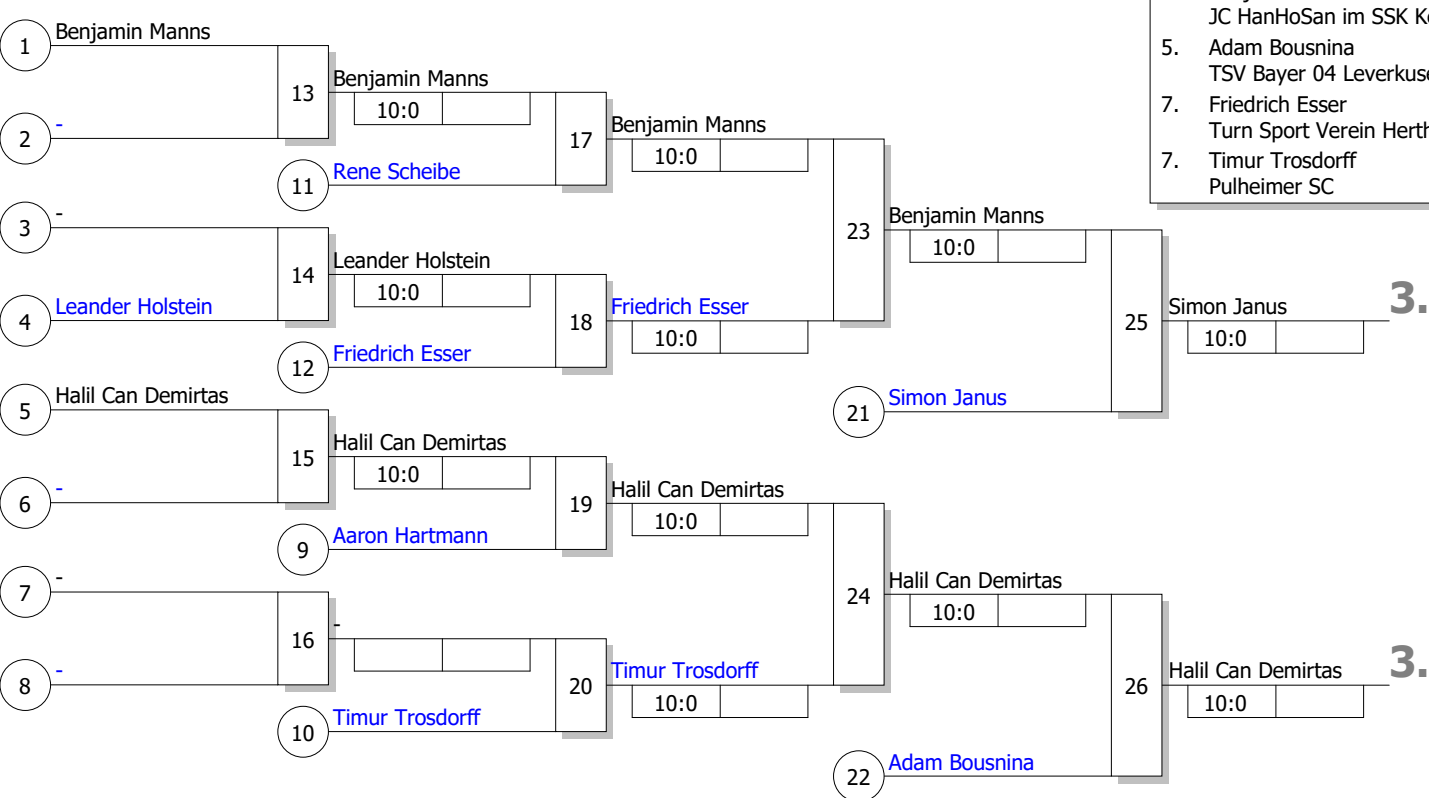 JC HanHoSan im SSK
5. Adam Bousnina
TSV Bayer 04
7. Friedrich Esser
Turn Sport Verein
7. Timur Trosdorff
Pulheimer SC
1 Benjamin Manns
2 -
13 Benjamin Manns
10:0
11 Rene Scheibe
17 Benjamin Manns
10:0
3 -
4 Leander Holstein
14 Leander Holstein
10:0
12 Friedrich Esser
18 Friedrich Esser
10:0
23 Benjamin Manns
10:0
21 Simon Janus
25 Simon Janus
10:0
3.
5 Halil Can Demirtas
6 -
15 Halil Can Demirtas
10:0
9 Aaron Hartmann
19 Halil Can Demirtas
10:0
7 -
8 -
16 -
10 Timur Trosdorff
20 Timur Trosdorff
10:0
24 Halil Can Demirtas
10:0
22 Adam Bousnina
26 Halil Can Demirtas
10:0
3.